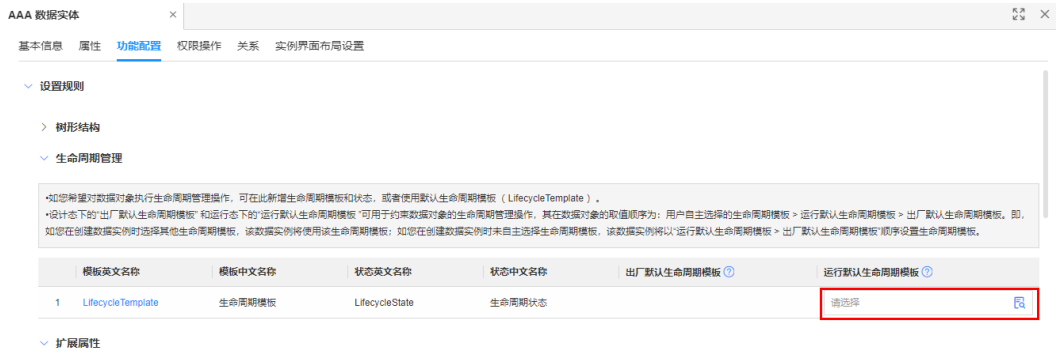 AAA 数据实体 ×
基本信息 属性 功能配置 权限操作 关系 实例界面布局设置
设置规则
树形结构
生命周期管理
•如您希望对数据对象执行生命周期管理操作，可在此新增生命周期模板和状态，或者使用默认生命周期模板（LifecycleTemplate）。
•设计态下的“出厂默认生命周期模板” 和运行态下的“运行默认生命周期模板 ”可用于约束数据对象的生命周期管理操作，其在数据对象的取值顺序为：用户自主选择的生命周期模板 > 运行默认生命周期模板 > 出厂默认生命周期模板。即，
如您在创建数据实例时选择其他生命周期模板，该数据实例将使用该生命周期模板；如您在创建数据实例时未自主选择生命周期模板，该数据实例将以“运行默认生命周期模板 > 出厂默认生命周期模板”顺序设置生命周期模板。
模板英文名称 模板中文名称 状态英文名称 状态中文名称 出厂默认生命周期模板 ? 运行默认生命周期模板 ?
1 LifecycleTemplate 生命周期模板 LifecycleState 生命周期状态 请选择
扩展属性